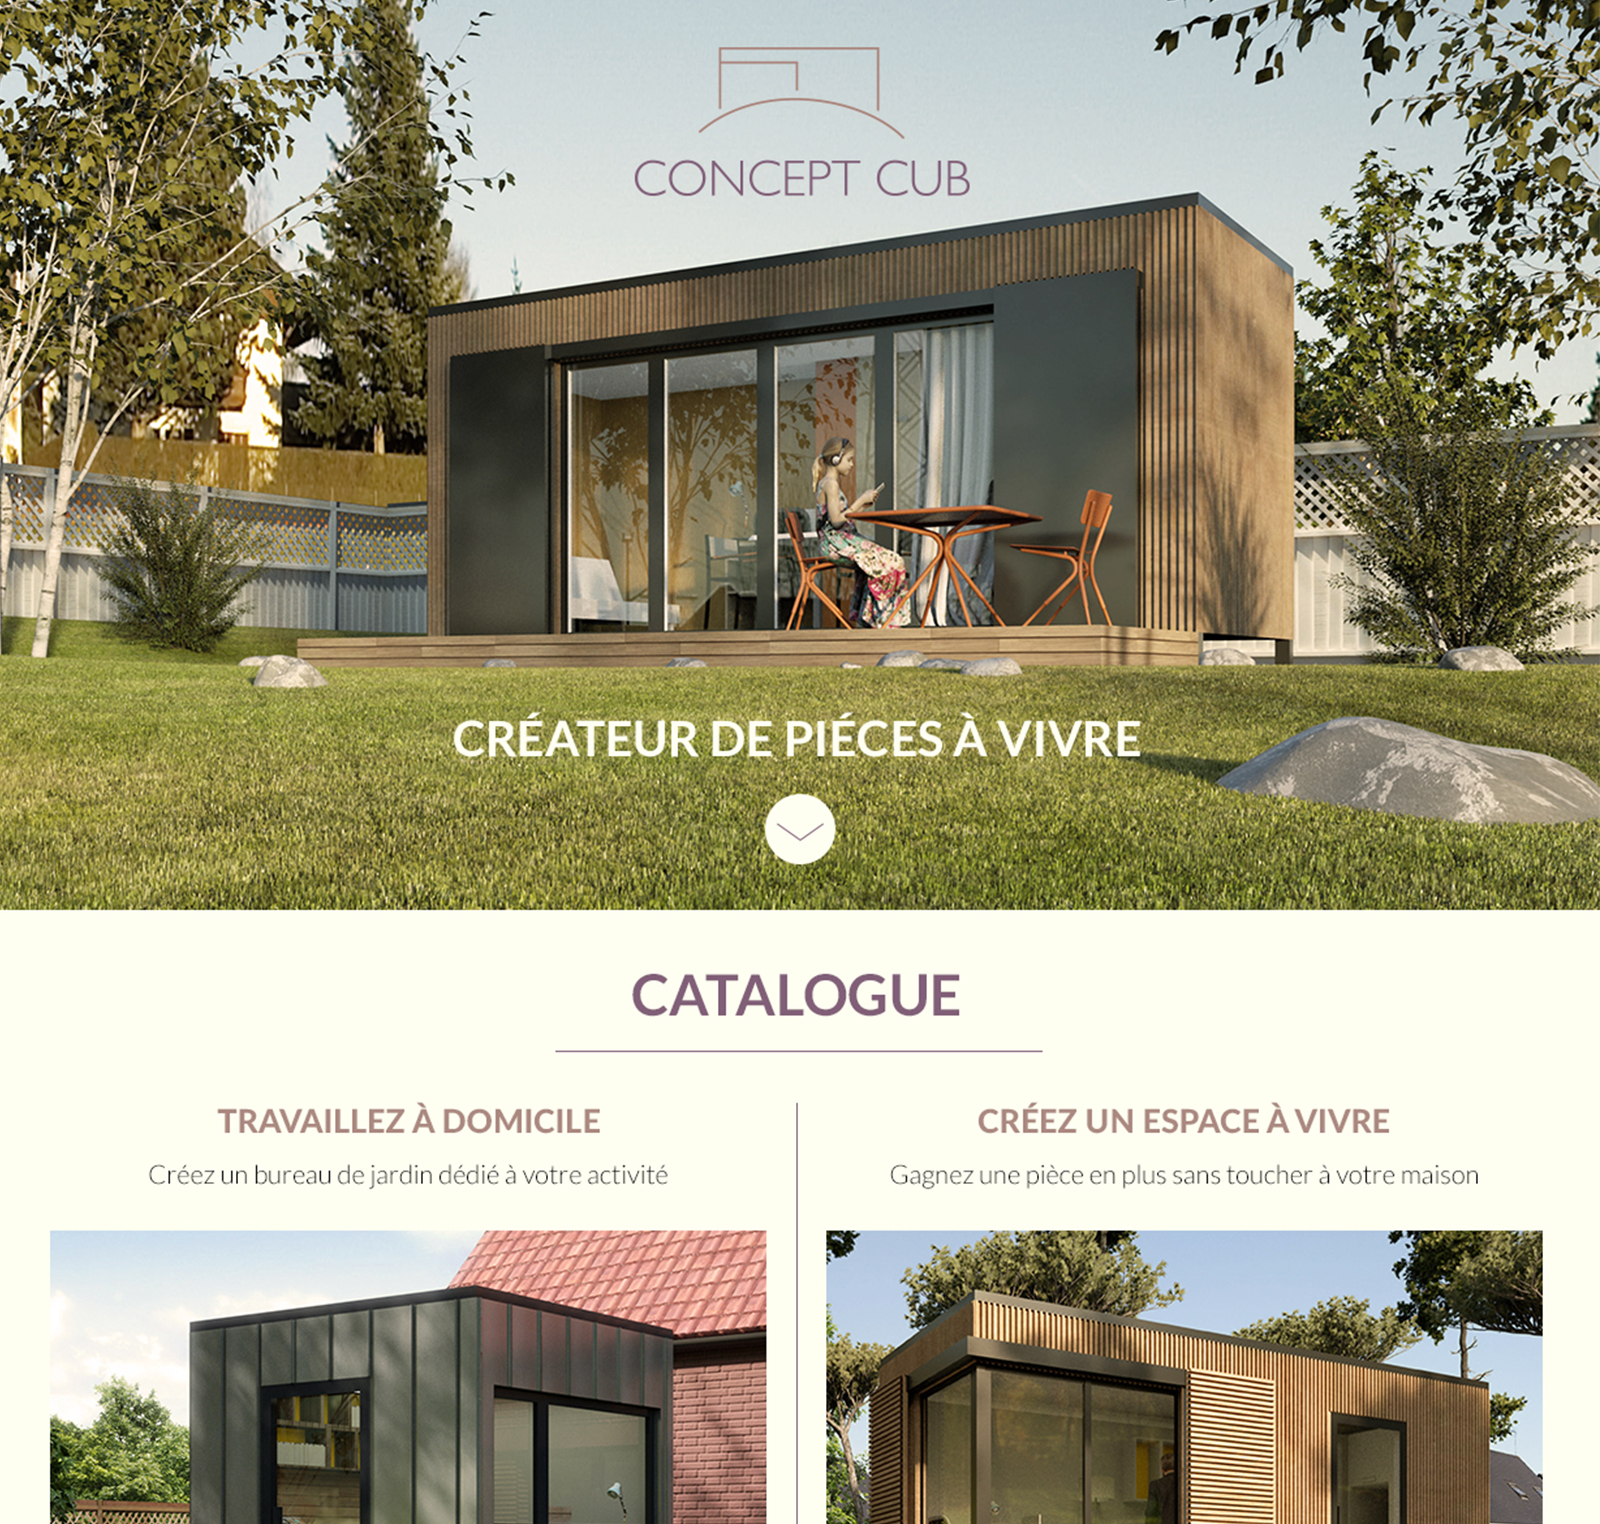 CONCEPT CUB
CRÉATEUR DE PIÉCES À VIVRE
CATALOGUE
TRAVAILLEZ À DOMICILE
Créez un bureau de jardin dédié à votre activité
CRÉEZ UN ESPACE À VIVRE
Gagnez une pièce en plus sans toucher à votre maison